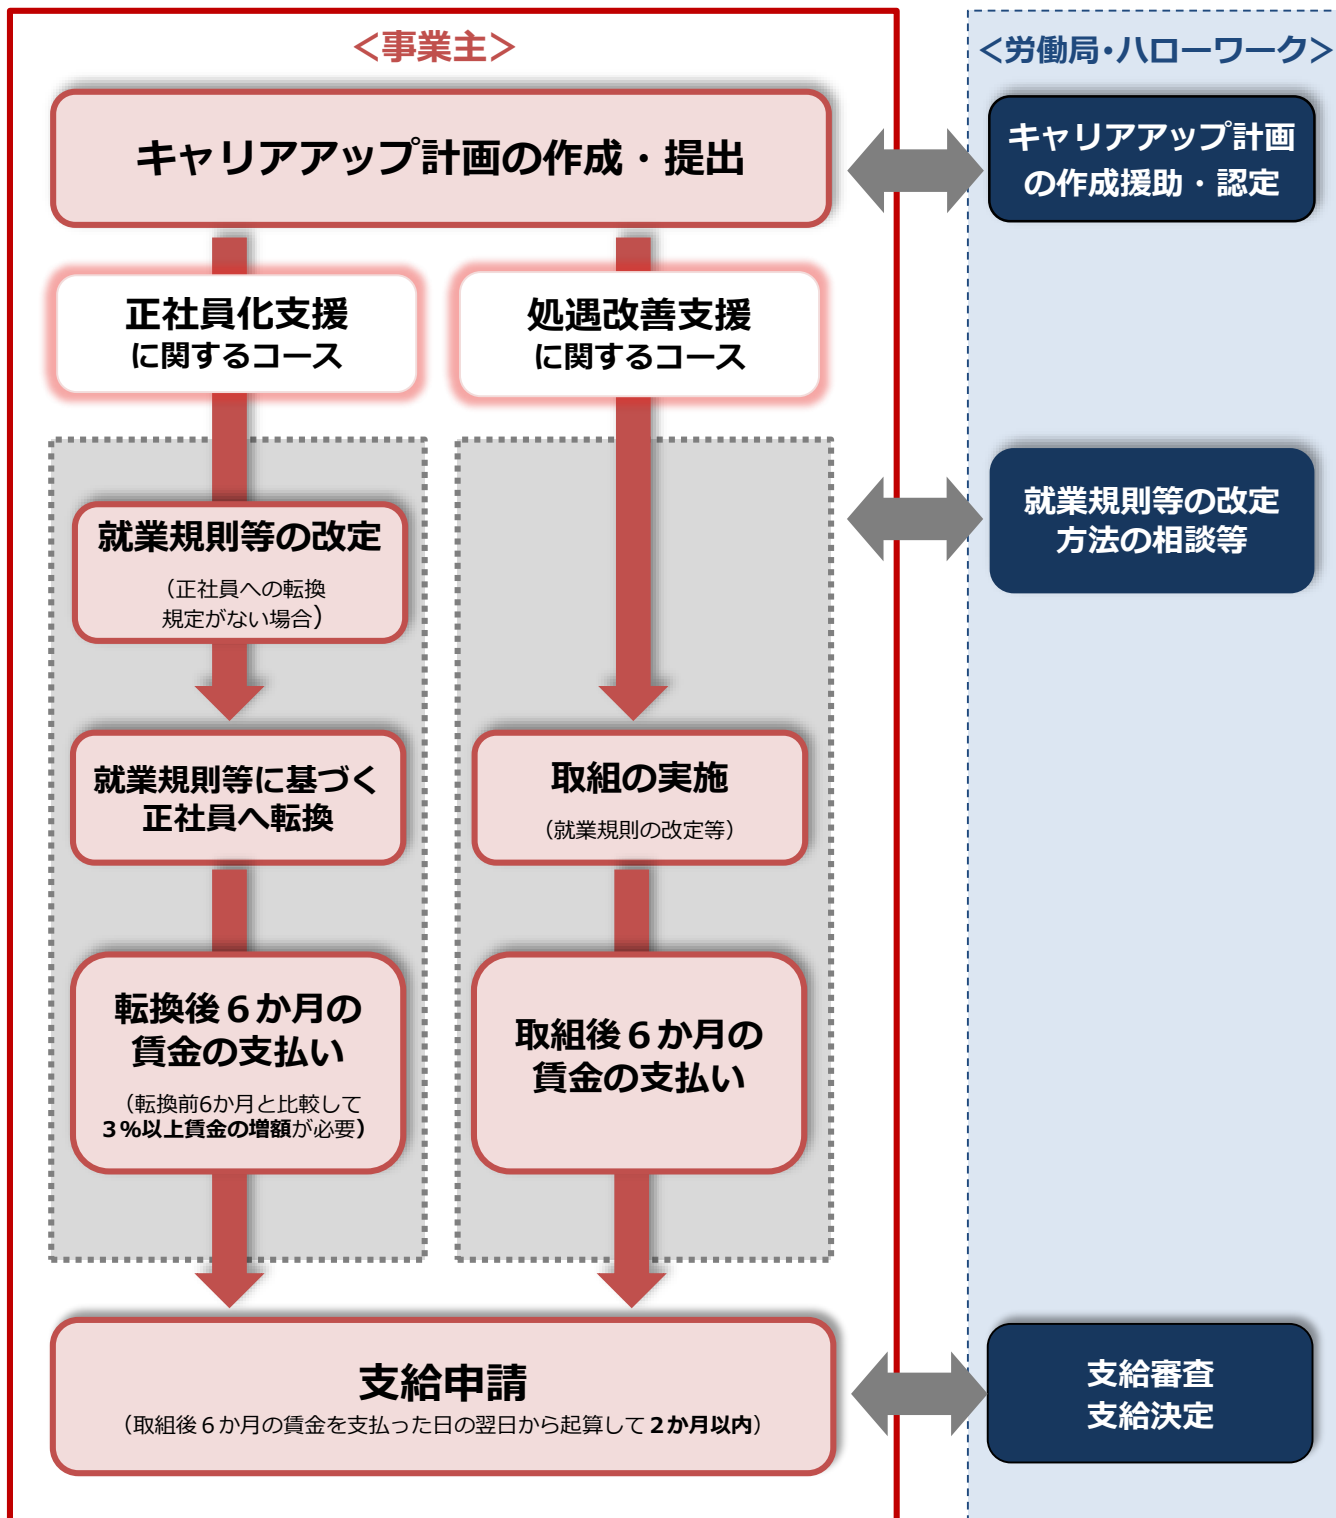 <事業主>
<労働局・ハローワーク>
キャリアアップ計画の作成・提出
キャリアアップ計画
の作成援助・認定
正社員化支援
に関するコース
処遇改善支援
に関するコース
就業規則等の改定
（正社員への転換
規定がない場合）
就業規則等の改定
方法の相談等
就業規則等に基づく
正社員へ転換
取組の実施
（就業規則の改定等）
転換後６か月の
賃金の支払い
（転換前6か月と比較して
３％以上賃金の増額が必要）
取組後６か月の
賃金の支払い
支給申請
（取組後６か月の賃金を支払った日の翌日から起算して２か月以内）
支給審査
支給決定